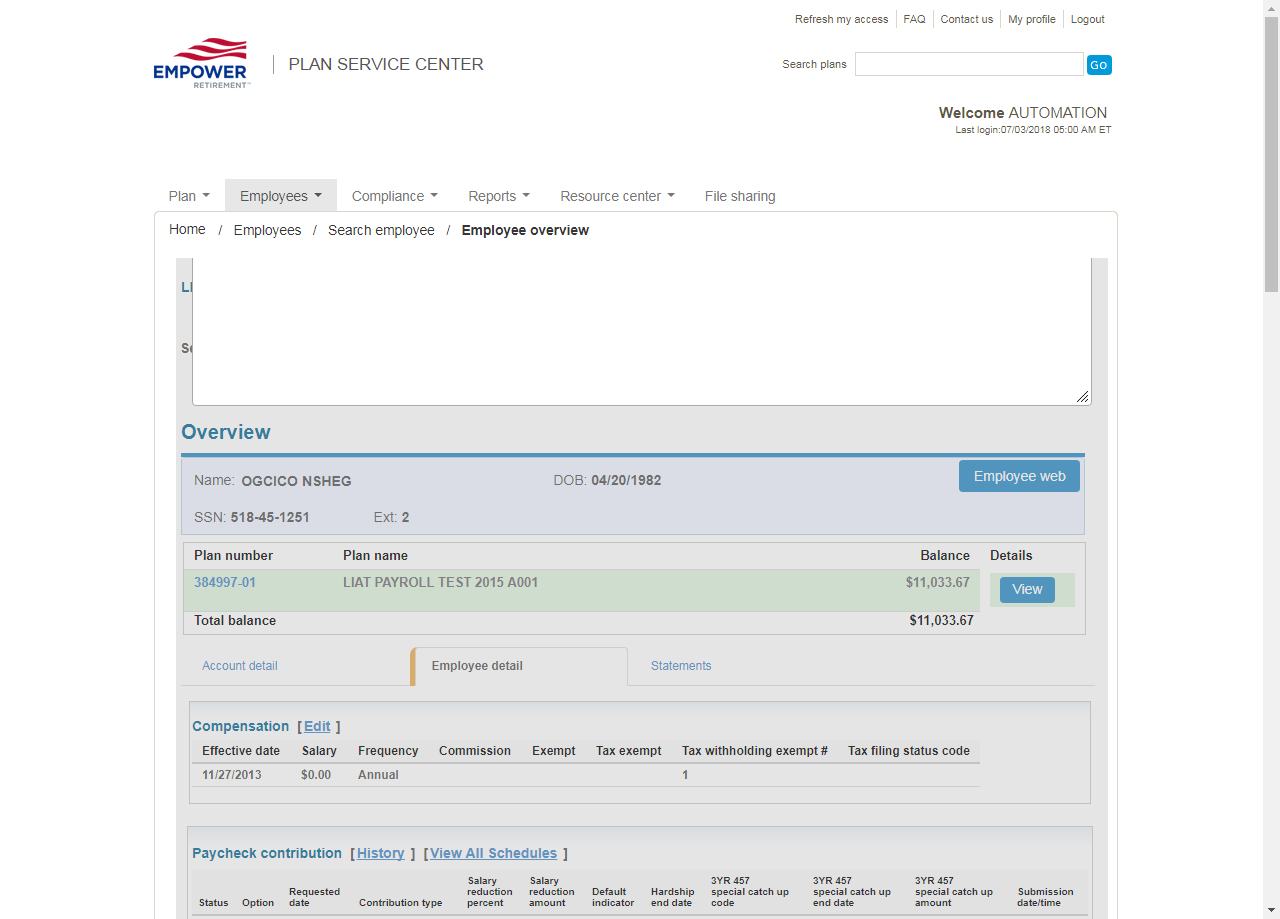 Refresh my access FAQ Contact us My profile Logout
EMPOWER
RETIREMENT™
PLAN SERVICE CENTER
Search plans Go
Welcome AUTOMATION
Last login:07/03/2018 05:00 AM ET
Plan Employees Compliance Reports Resource center File sharing
Home / Employees / Search employee / Employee overview
Overview
Name: OGCICO NSHEG DOB: 04/20/1982 Employee web
SSN: 518-45-1251 Ext: 2
Plan number Plan name Balance Details
384997-01 LIAT PAYROLL TEST 2015 A001 $11,033.67 View
Total balance $11,033.67
Account detail Employee detail Statements
Compensation [ Edit ]
Effective date Salary Frequency Commission Exempt Tax exempt Tax withholding exempt # Tax filing status code
11/27/2013 $0.00 Annual 1
Paycheck contribution [ History ] [ View All Schedules ]
Status Option Requested date Contribution type Salary reduction percent Salary reduction amount Default indicator Hardship end date 3YR 457 special catch up code 3YR 457 special catch up end date 3YR 457 special catch up amount Submission date/time